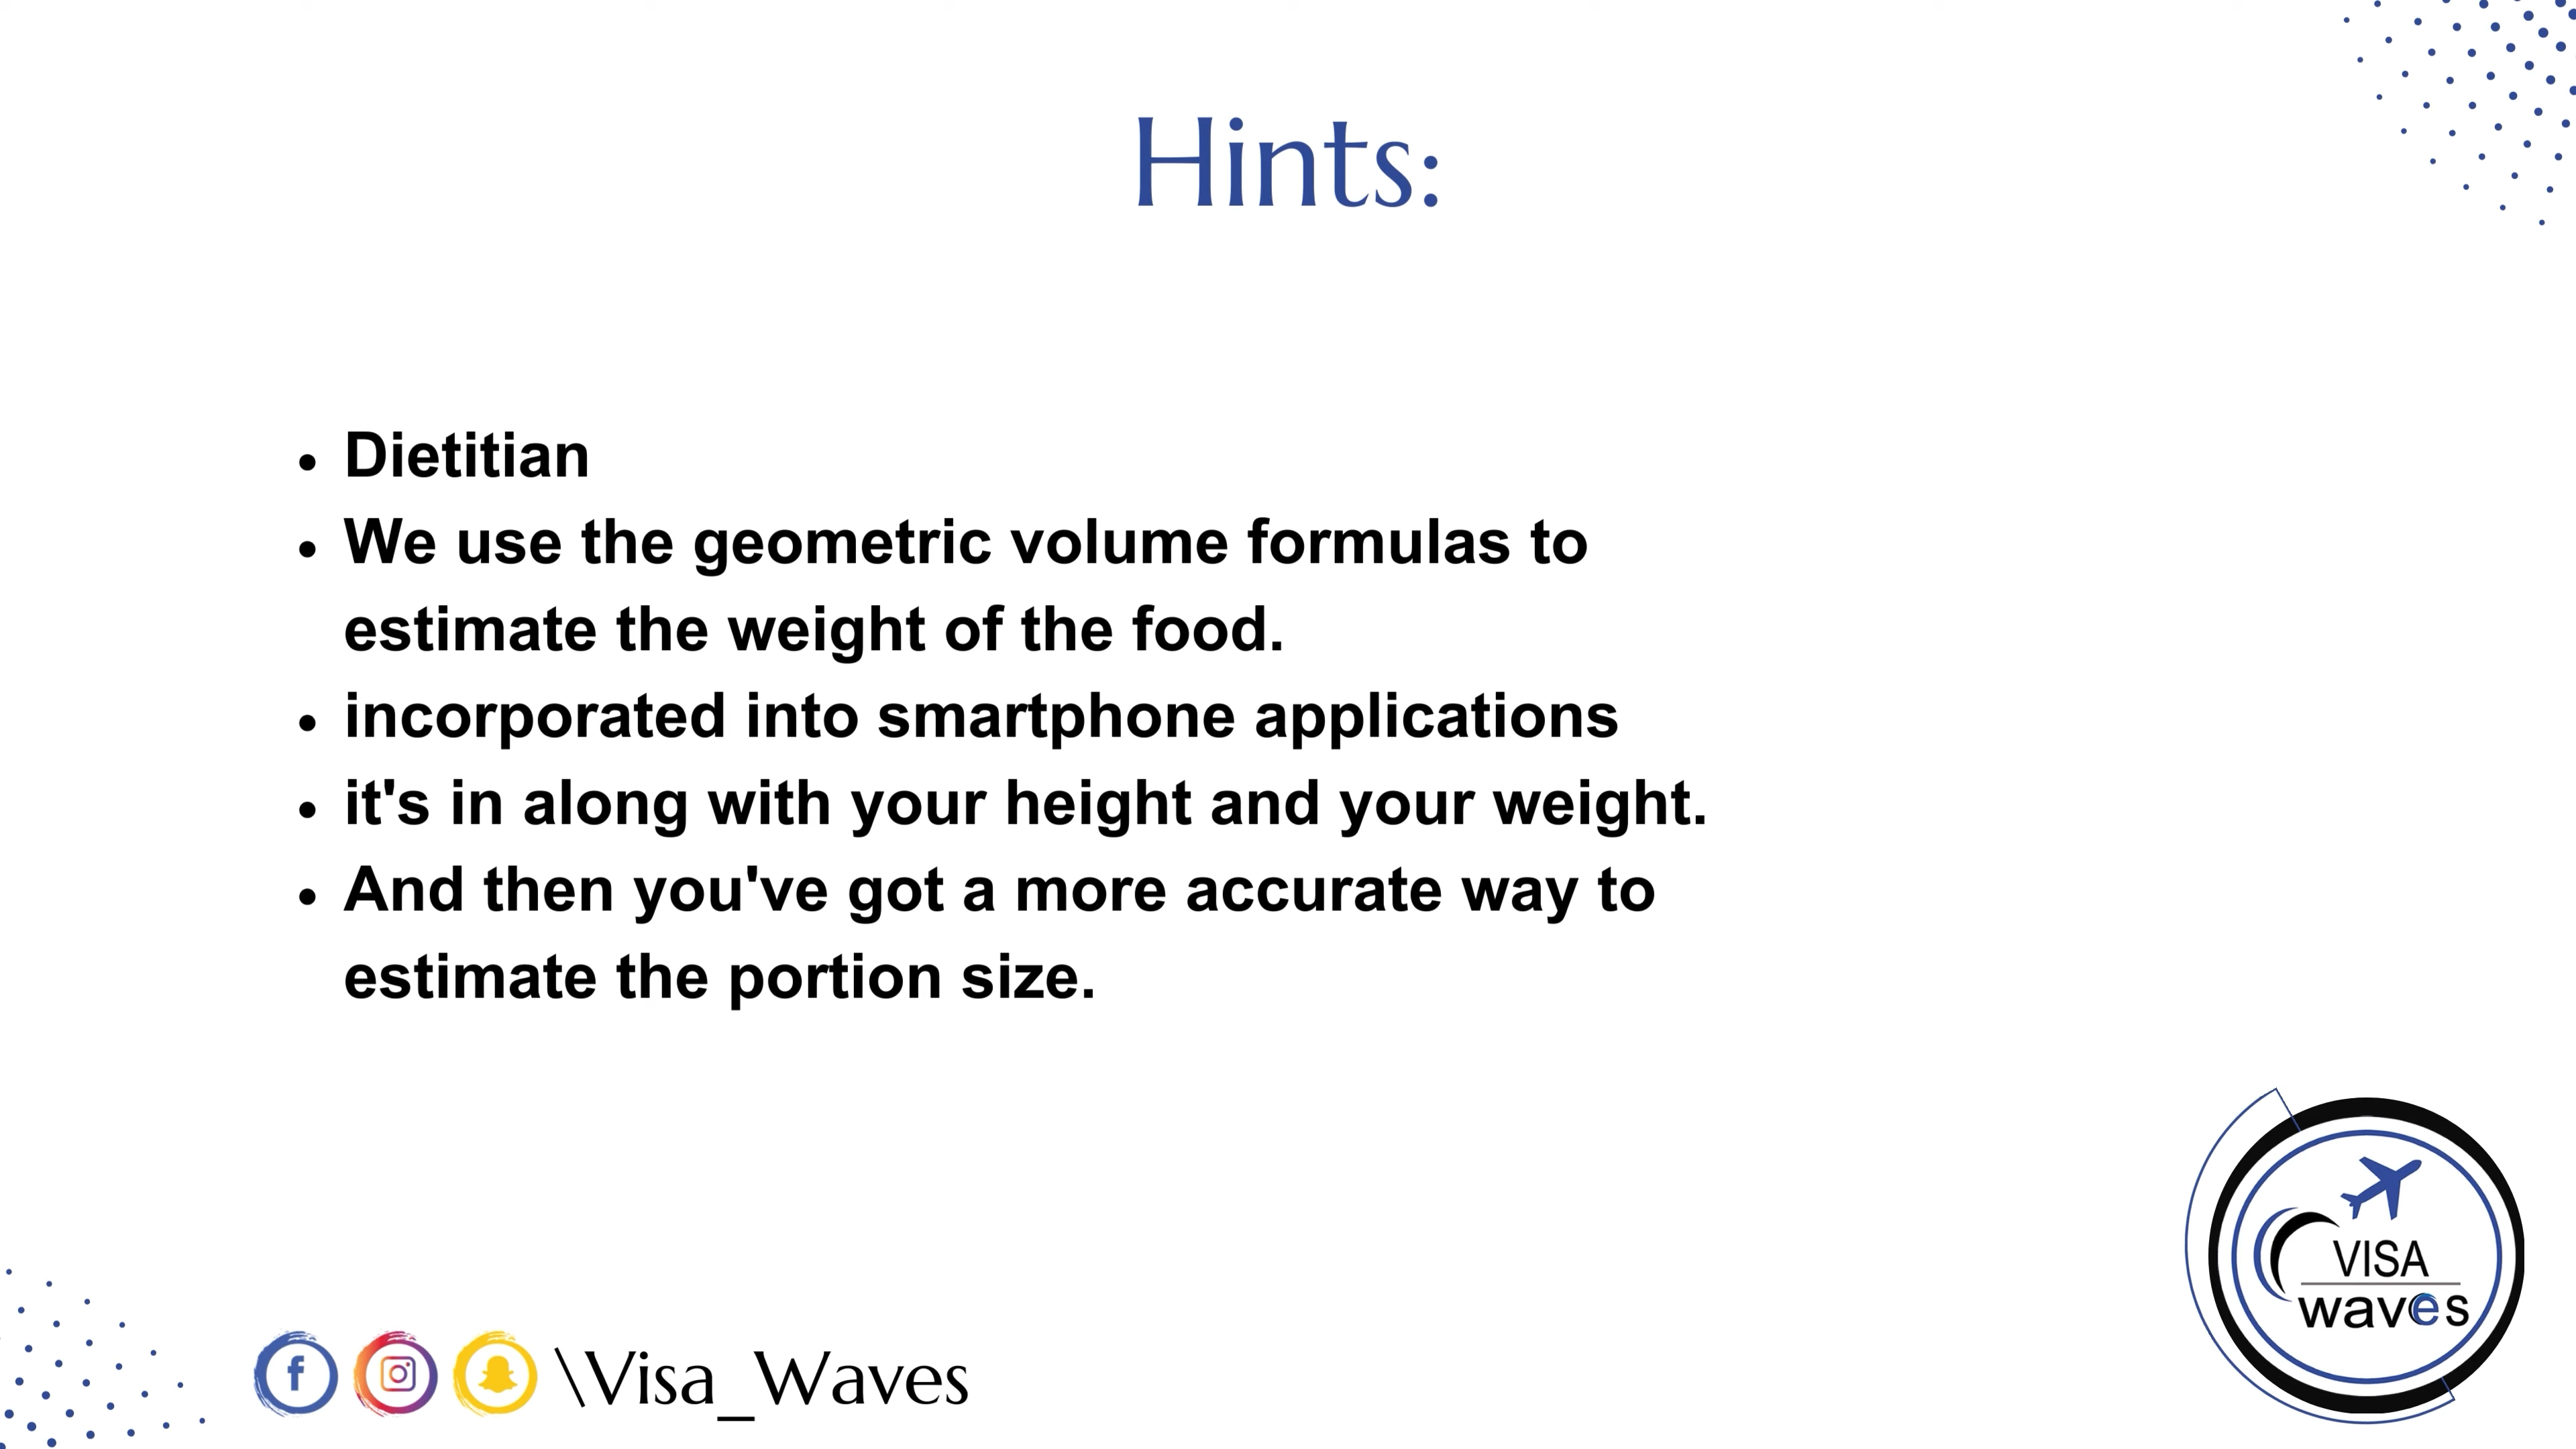 Hints:
• Dietitian
• We use the geometric volume formulas to
estimate the weight of the food.
• incorporated into smartphone applications
• it's in along with your height and your weight.
• And then you've got a more accurate way to
estimate the portion size.
VISA
waves
\Visa_Waves